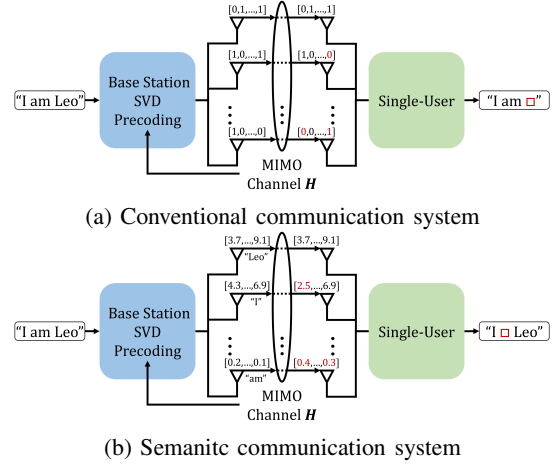 [0,1,...,1] [0,1,...,1]
[1,0,...,1] [1,0,...,0]
"I am Leo"
Base Station
SVD
Precoding
Single-User
"I am □"
[1,0,...,0] [0,0,...,1]
MIMO
Channel H
(a) Conventional communication system
[3.7,...,9.1] [3.7,...,9.1]
"Leo"
[4.3,...,6.9] [2.5,...,6.9]
"I"
"I am Leo"
Base Station
SVD
Precoding
Single-User
"I □ Leo"
[0.2,...,0.1] [0.4,...,0.3]
"am"
MIMO
Channel H
(b) Semanitc communication system